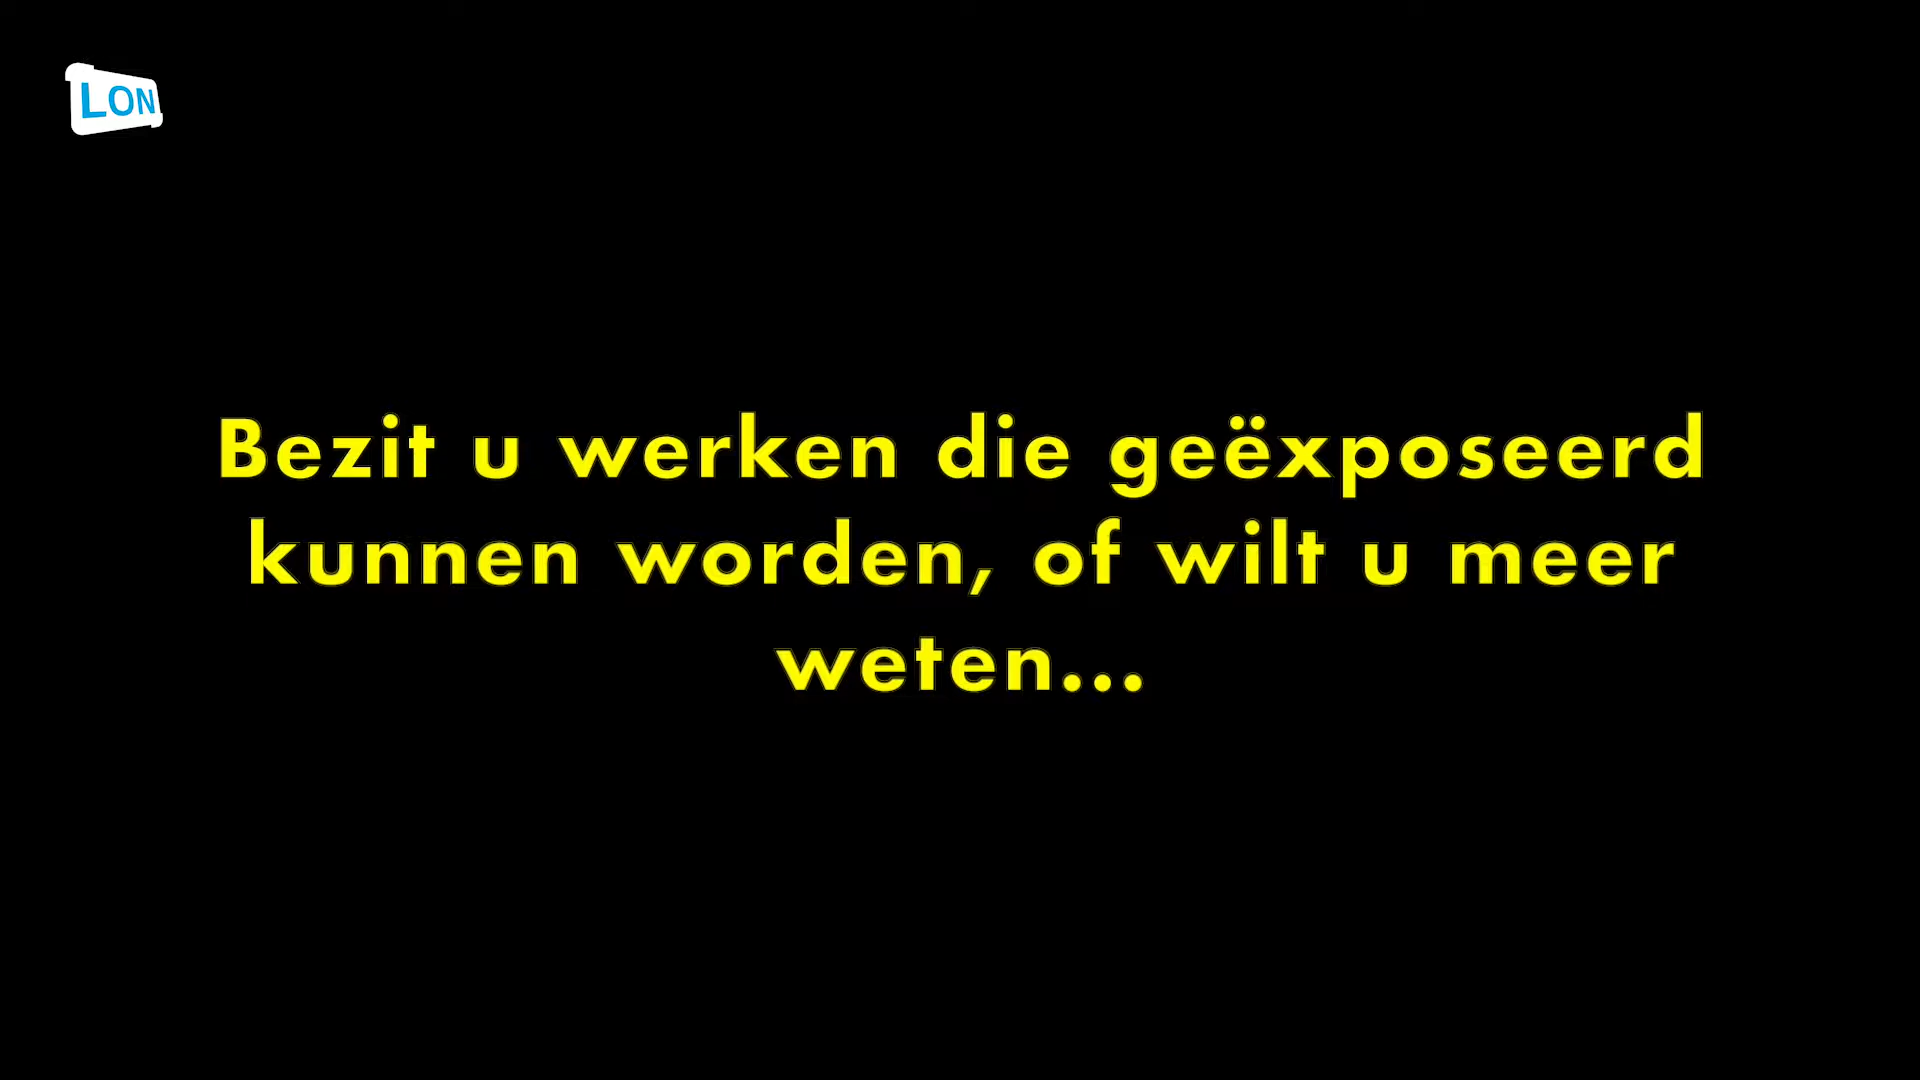 LON
Bezit u werken die geëxposeerd
kunnen worden, of wilt u meer
weten...